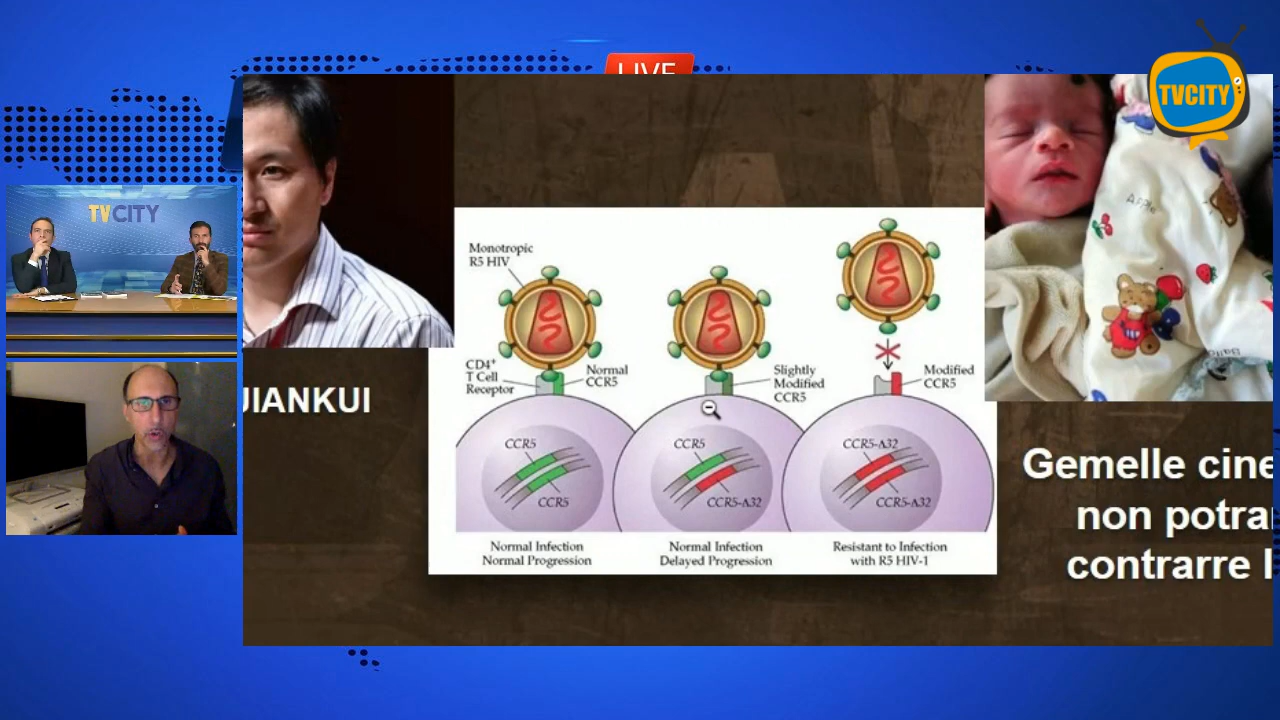 LIVE
TVCITY
TVCITY
JIANKUI
Monotropic
R5 HIV
CD4+
T Cell
Receptor
Normal
CCR5
Slightly
Modified
CCR5
Modified
CCR5
CCR5
CCR5
CCR5
CCR5-Δ32
CCR5-Δ32
CCR5-Δ32
Normal Infection
Normal Progression
Normal Infection
Delayed Progression
Resistant to Infection
with R5 HIV-1
Gemelle cine
non potra
contrarre l